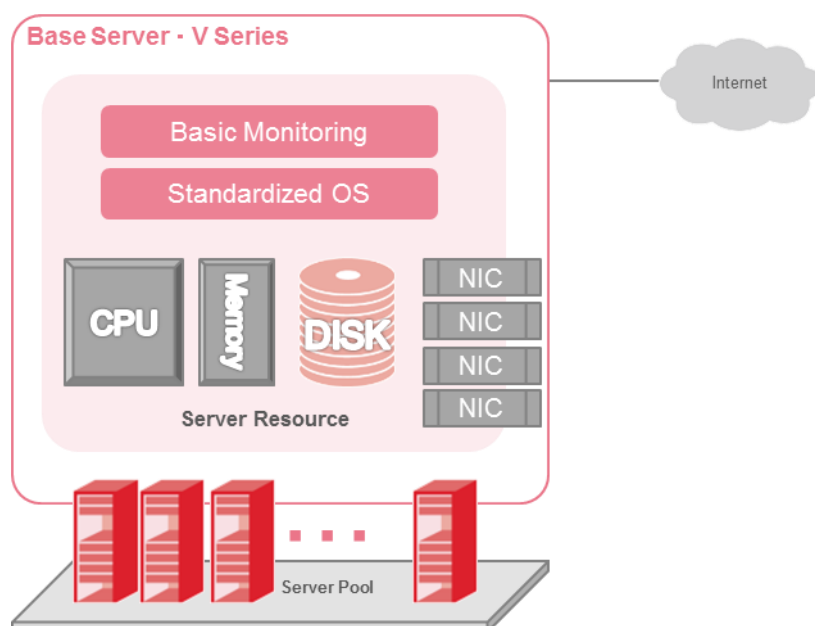 Base Server - V Series
Internet
Basic Monitoring
Standardized OS
CPU
Memory
DISK
NIC
NIC
NIC
NIC
Server Resource
Server Pool